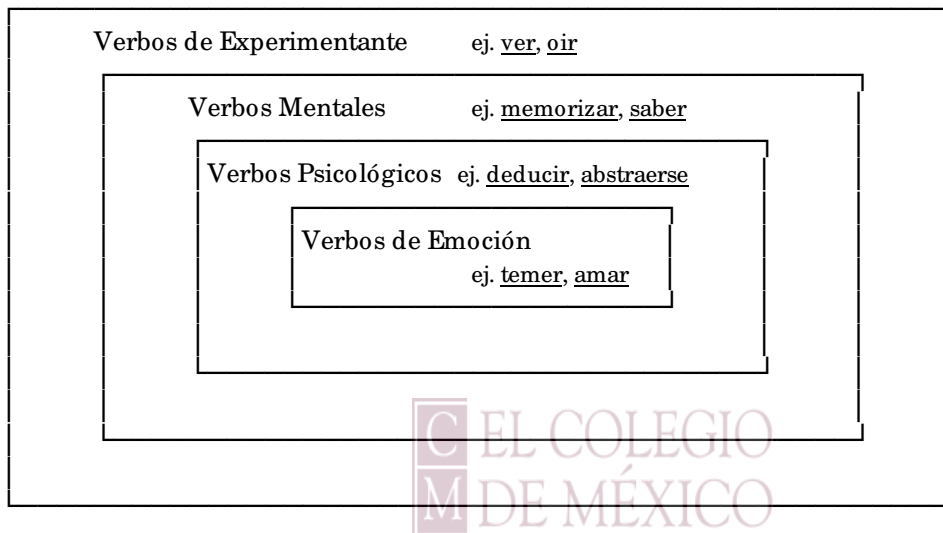 Verbos de Experimentante ej. ver, oir
Verbos Mentales ej. memorizar, saber
Verbos Psicológicos ej. deducir, abstraerse
Verbos de Emoción
ej. temer, amar
C EL COLEGIO
M DE MÉXICO